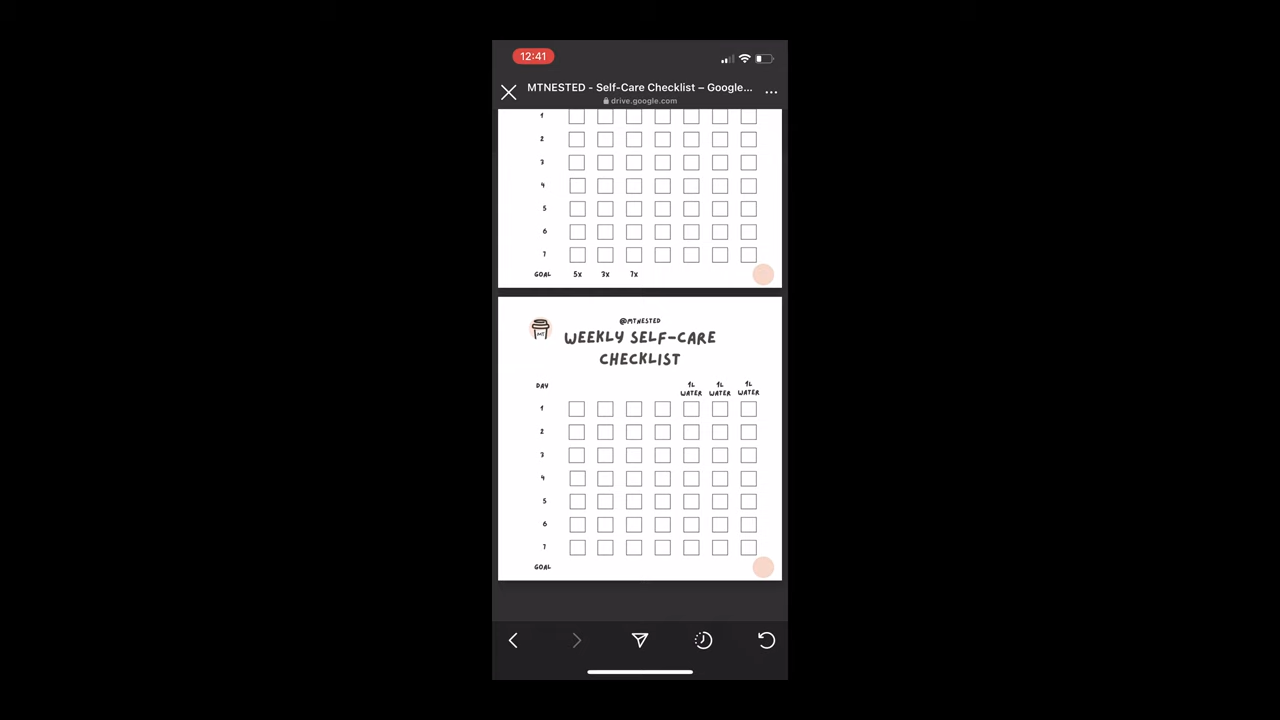 12:41
MTNESTED - Self-Care Checklist – Google...
drive.google.com
1
2
3
4
5
6
7
GOAL 5X 3X 7X
@MTNESTED
MT
WEEKLY SELF-CARE
CHECKLIST
DAY 1L WATER 1L WATER 1L WATER
1
2
3
4
5
6
7
GOAL